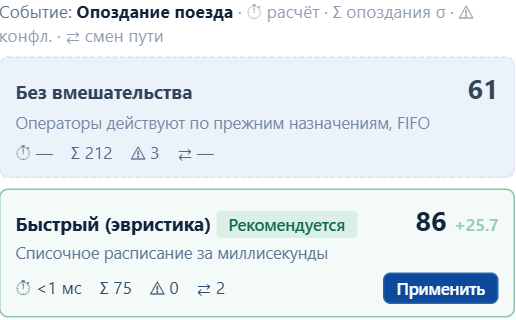 Событие: Опоздание поезда · ⏱ расчёт · Σ опоздания σ · ⚠
конфл. · ⇄ смен пути
Без вмешательства 61
Операторы действуют по прежним назначениям, FIFO
⏱ — Σ 212 ⚠ 3 ⇄ —
Быстрый (эвристика) Рекомендуется 86 +25.7
Списочное расписание за миллисекунды
⏱ <1 мс Σ 75 ⚠ 0 ⇄ 2 Применить